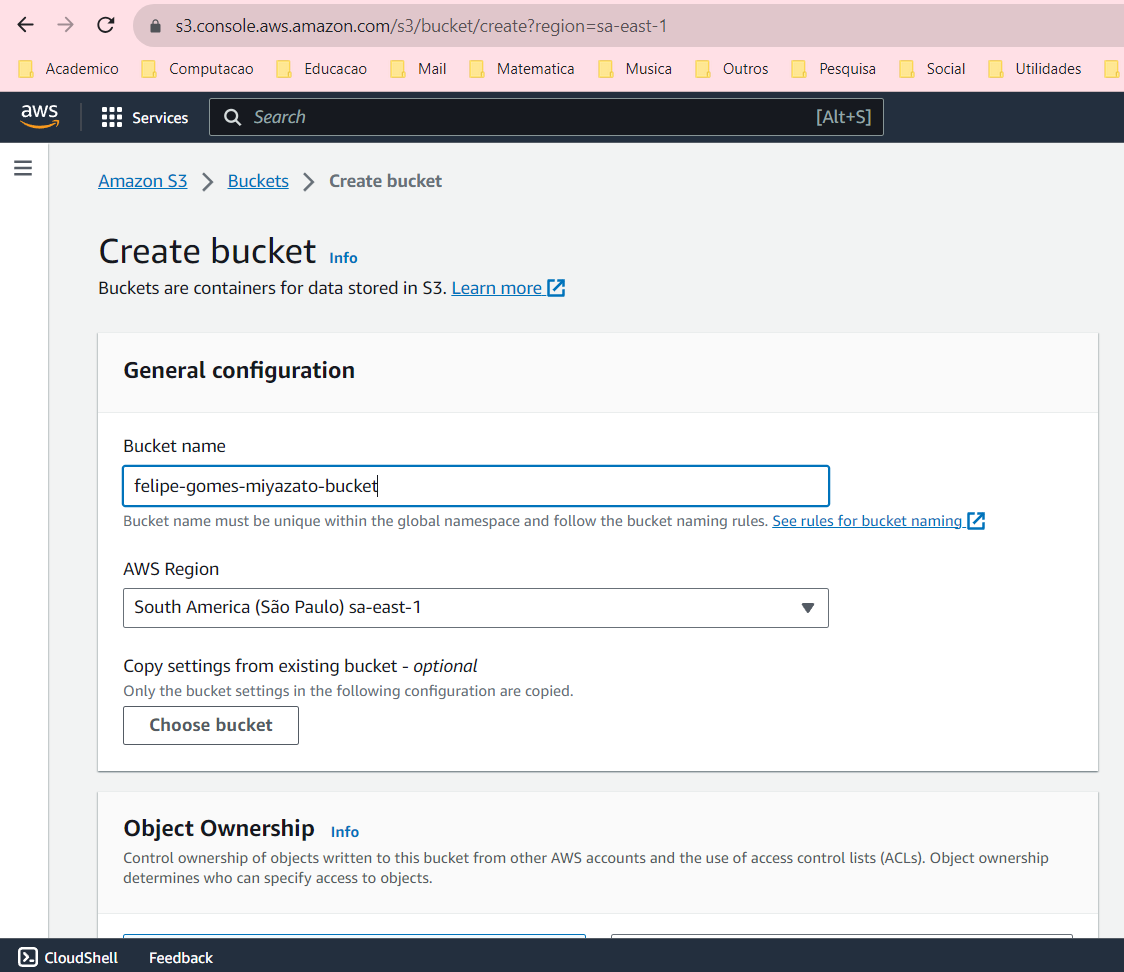 s3.console.aws.amazon.com/s3/bucket/create?region=sa-east-1
Academico Computacao Educacao Mail Matematica Musica Outros Pesquisa Social Utilidades
aws Services Search [Alt+S]
Amazon S3 Buckets Create bucket
Create bucket Info
Buckets are containers for data stored in S3. Learn more
General configuration
Bucket name
felipe-gomes-miyazato-bucket
Bucket name must be unique within the global namespace and follow the bucket naming rules. See rules for bucket naming
AWS Region
South America (São Paulo) sa-east-1
Copy settings from existing bucket - optional
Only the bucket settings in the following configuration are copied.
Choose bucket
Object Ownership Info
Control ownership of objects written to this bucket from other AWS accounts and the use of access control lists (ACLs). Object ownership
determines who can specify access to objects.
CloudShell Feedback